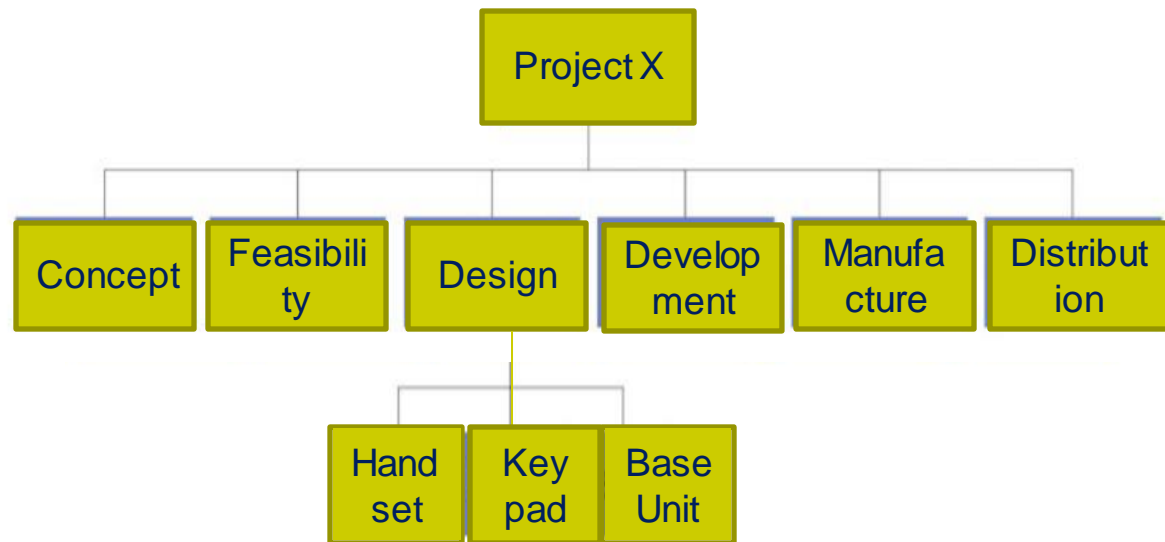 Project X
Concept
Feasibili
ty
Design
Develop
ment
Manufa
cture
Distribut
ion
Hand
set
Key
pad
Base
Unit